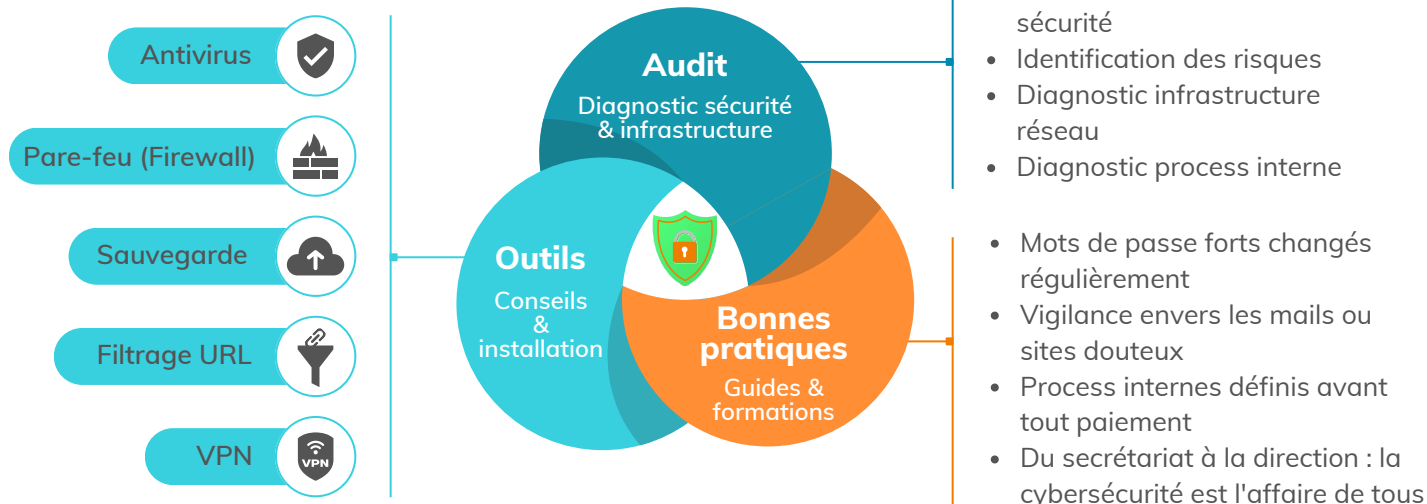 Antivirus
Pare-feu (Firewall)
Sauvegarde
Filtrage URL
VPN
VPN
Audit
Diagnostic sécurité
& infrastructure
Outils
Conseils
&
installation
Bonnes
pratiques
Guides &
formations
sécurité
• Identification des risques
• Diagnostic infrastructure
réseau
• Diagnostic process interne
• Mots de passe forts changés
régulièrement
• Vigilance envers les mails ou
sites douteux
• Process internes définis avant
tout paiement
• Du secrétariat à la direction : la
cybersécurité est l'affaire de tous